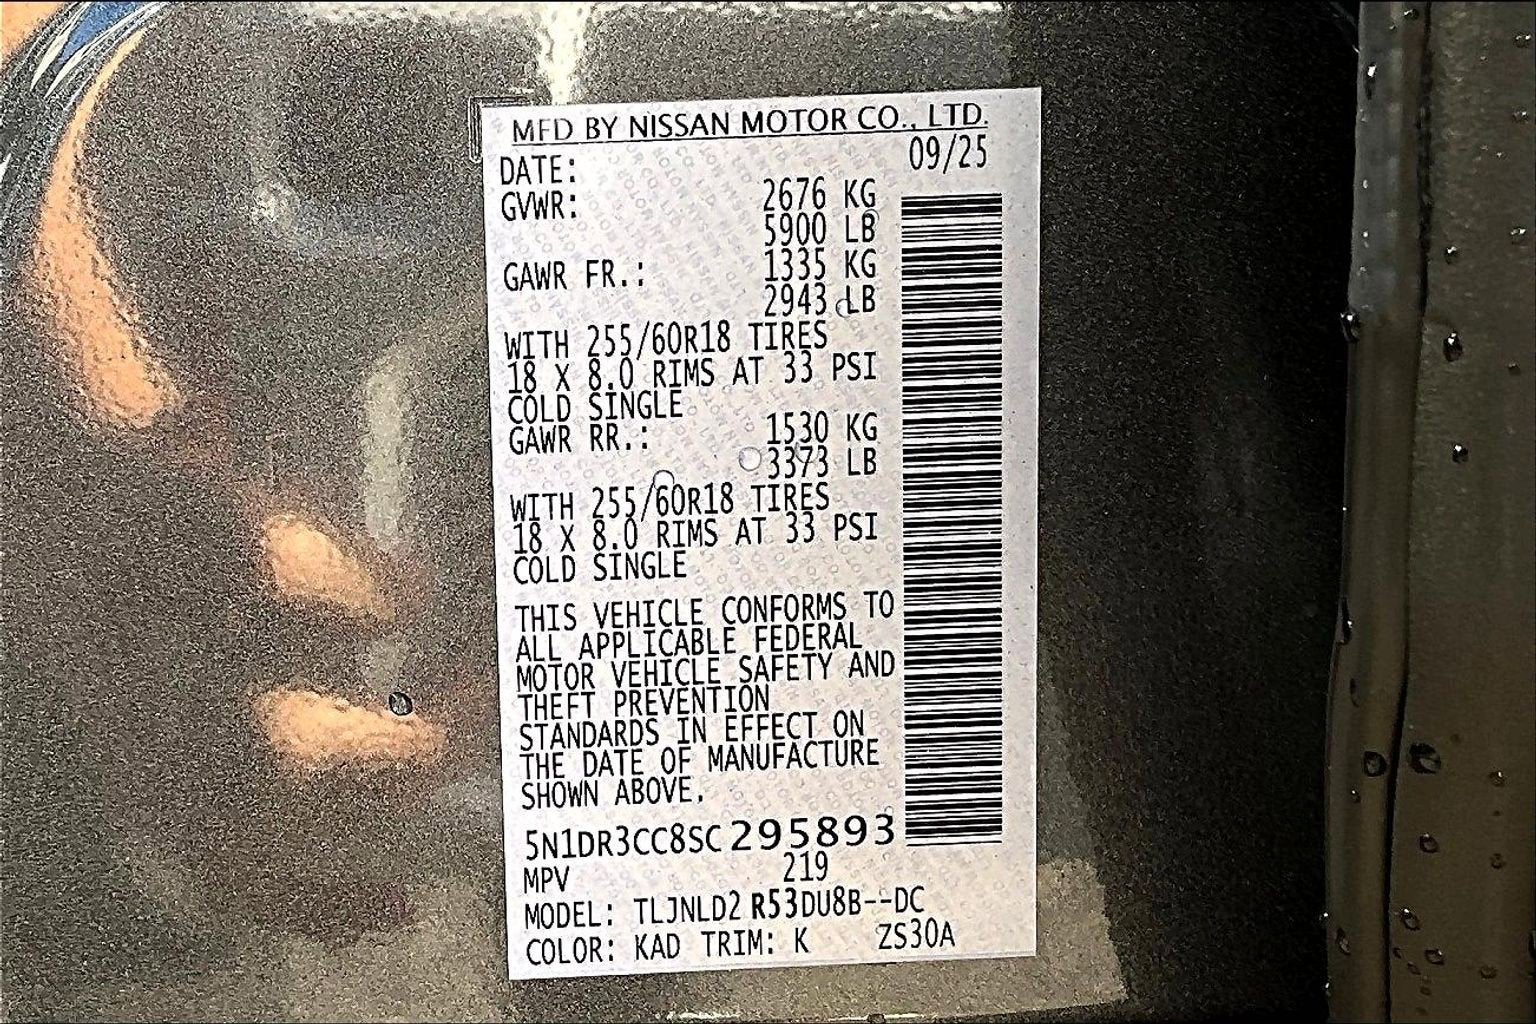 MFD BY NISSAN MOTOR CO., LTD.
DATE: 09/25
GVWR: 2676 KG
5900 LB
GAWR FR.: 1335 KG
2943 LB
WITH 255/60R18 TIRES
18 X 8.0 RIMS AT 33 PSI
COLD SINGLE
GAWR RR.: 1530 KG
3373 LB
WITH 255/60R18 TIRES
18 X 8.0 RIMS AT 33 PSI
COLD SINGLE
THIS VEHICLE CONFORMS TO
ALL APPLICABLE FEDERAL
MOTOR VEHICLE SAFETY AND
THEFT PREVENTION
STANDARDS IN EFFECT ON
THE DATE OF MANUFACTURE
SHOWN ABOVE.
5N1DR3CC8SC295893
MPV 219
MODEL: TLJNLD2 R53DU8B--DC
COLOR: KAD TRIM: K ZS30A